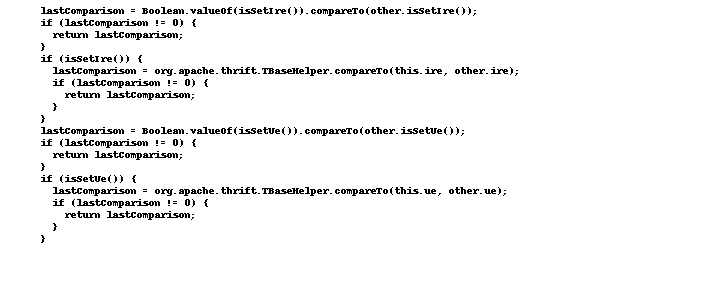 lastComparison = Boolean.valueOf(isSetIre()).compareTo(other.isSetIre());
if (lastComparison != 0) {
  return lastComparison;
}
if (isSetIre()) {
  lastComparison = org.apache.thrift.TBaseHelper.compareTo(this.ire, other.ire);
  if (lastComparison != 0) {
    return lastComparison;
  }
}
lastComparison = Boolean.valueOf(isSetUe()).compareTo(other.isSetUe());
if (lastComparison != 0) {
  return lastComparison;
}
if (isSetUe()) {
  lastComparison = org.apache.thrift.TBaseHelper.compareTo(this.ue, other.ue);
  if (lastComparison != 0) {
    return lastComparison;
  }
}